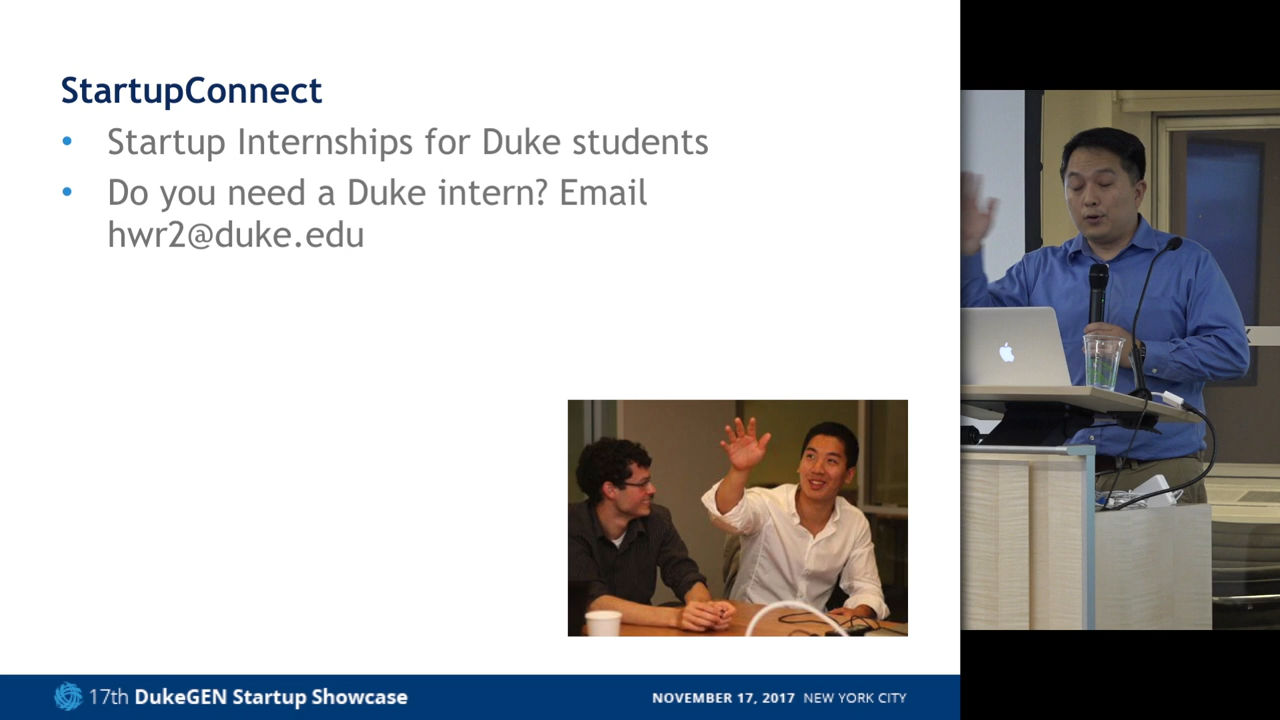 StartupConnect
• Startup Internships for Duke students
• Do you need a Duke intern? Email
hwr2@duke.edu
17th DukeGEN Startup Showcase
NOVEMBER 17, 2017 NEW YORK CITY